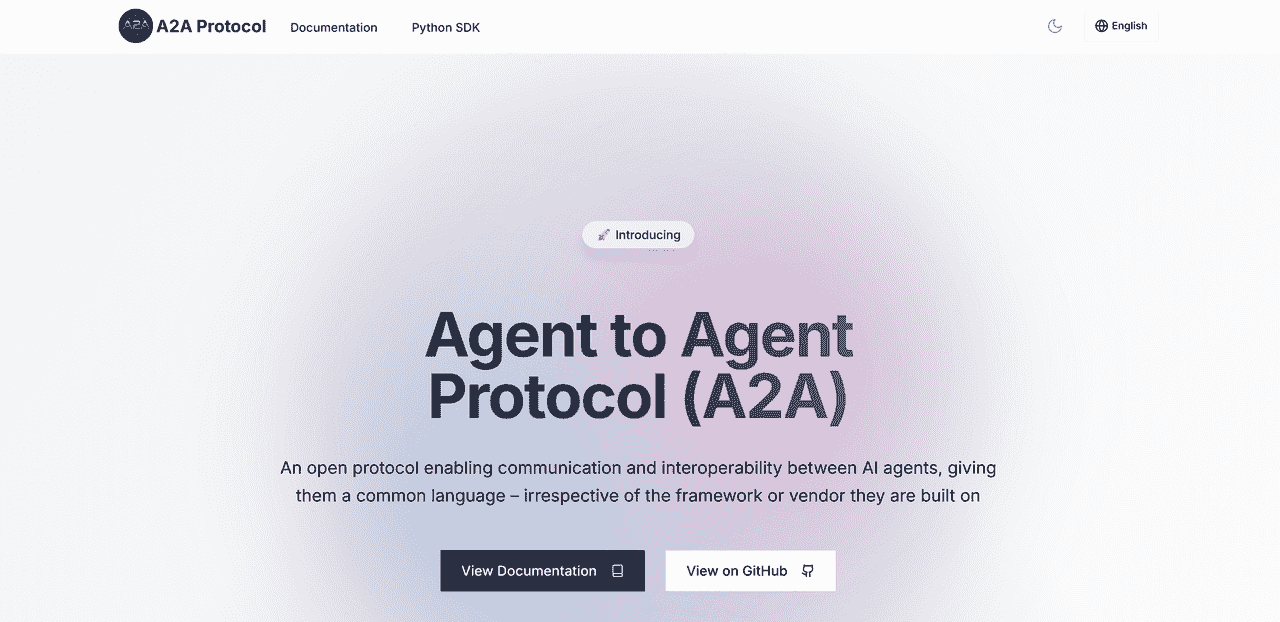 A2A
A2A Protocol
Documentation
Python SDK
English
Introducing
Agent to Agent
Protocol (A2A)
An open protocol enabling communication and interoperability between AI agents, giving
them a common language – irrespective of the framework or vendor they are built on
View Documentation
View on GitHub